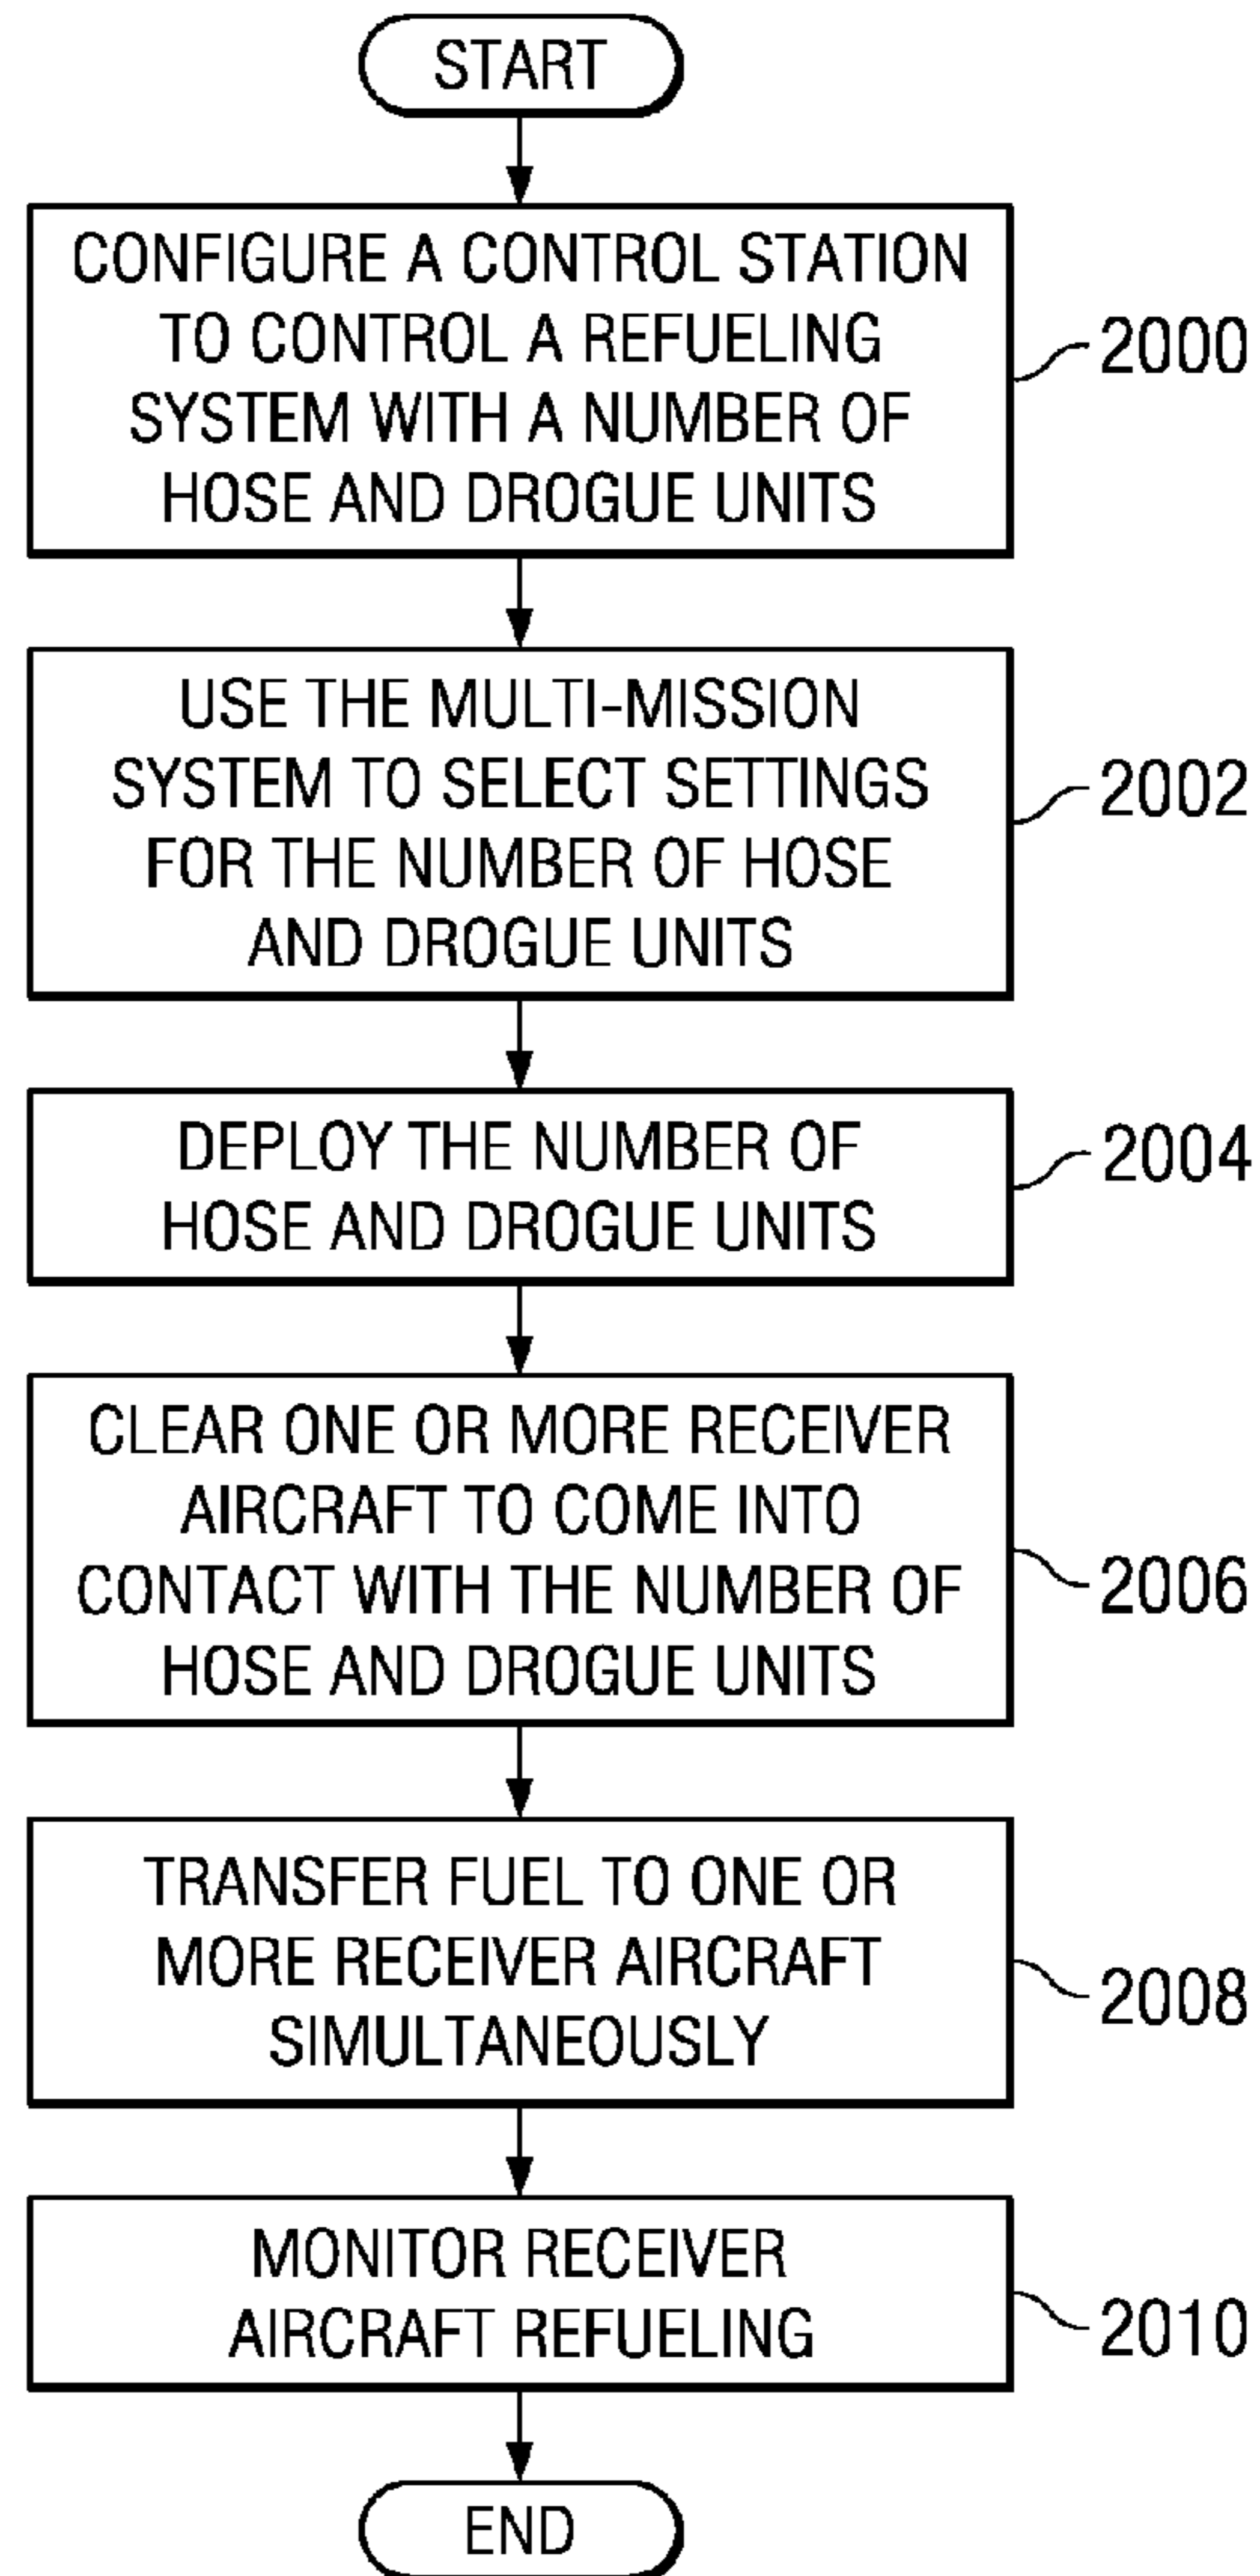 START
CONFIGURE A CONTROL STATION
TO CONTROL A REFUELING
SYSTEM WITH A NUMBER OF
HOSE AND DROGUE UNITS
2000
USE THE MULTI-MISSION
SYSTEM TO SELECT SETTINGS
FOR THE NUMBER OF HOSE
AND DROGUE UNITS
2002
DEPLOY THE NUMBER OF
HOSE AND DROGUE UNITS
2004
CLEAR ONE OR MORE RECEIVER
AIRCRAFT TO COME INTO
CONTACT WITH THE NUMBER OF
HOSE AND DROGUE UNITS
2006
TRANSFER FUEL TO ONE OR
MORE RECEIVER AIRCRAFT
SIMULTANEOUSLY
2008
MONITOR RECEIVER
AIRCRAFT REFUELING
2010
END